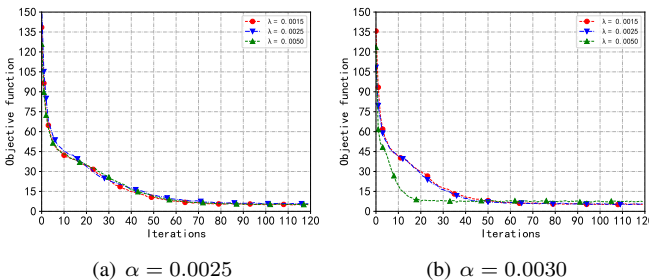 Objective function
150
135
120
105
90
75
60
45
30
15
0
0 10 20 30 40 50 60 70 80 90 100 110 120
Iterations
λ = 0.0015
λ = 0.0025
λ = 0.0050
(a) α = 0.0025
Objective function
150
135
120
105
90
75
60
45
30
15
0
0 10 20 30 40 50 60 70 80 90 100 110 120
Iterations
λ = 0.0015
λ = 0.0025
λ = 0.0050
(b) α = 0.0030